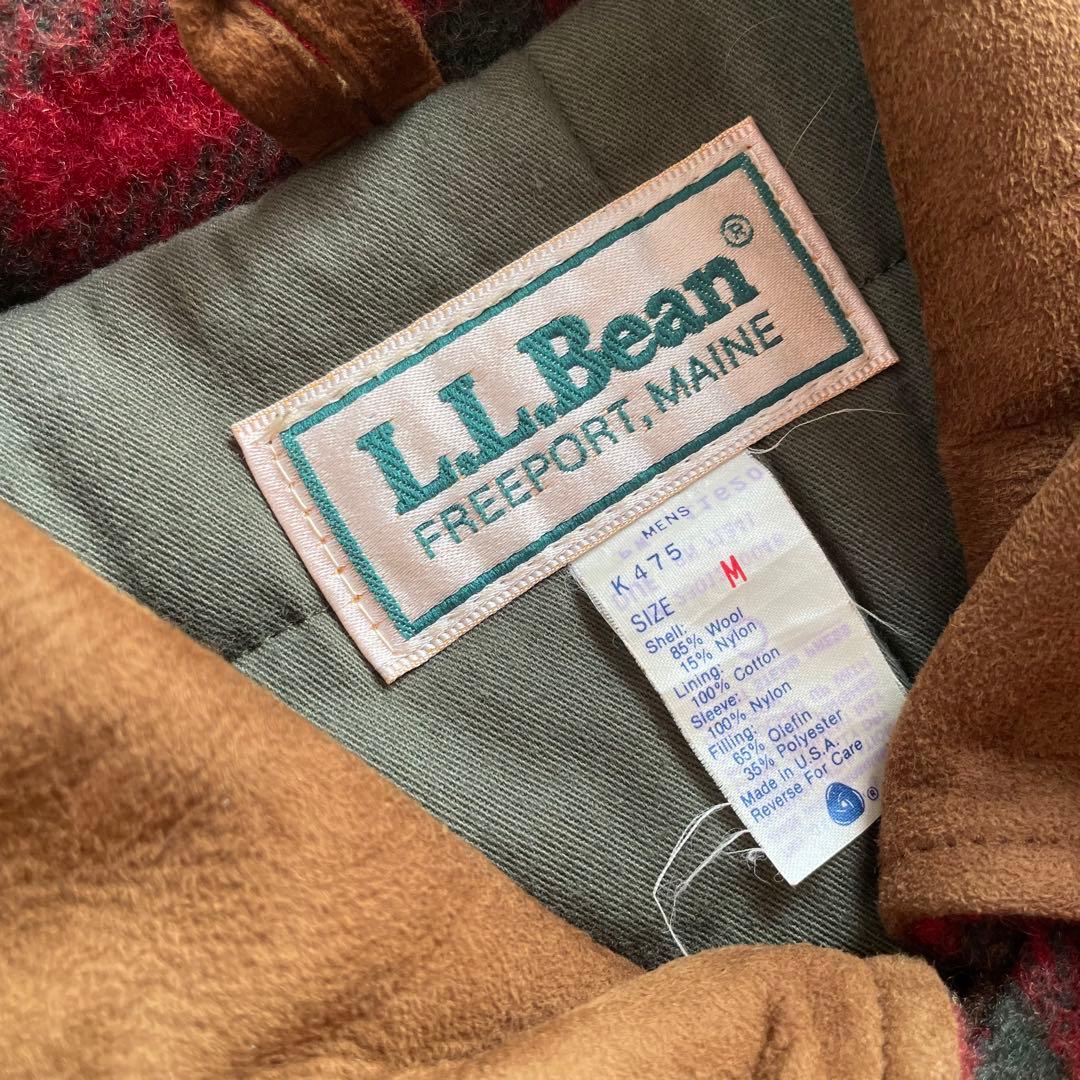 L.L.Bean®
FREEPORT, MAINE
MENS
K475
SIZE M
Shell:
85% Wool
15% Nylon
Lining:
100% Cotton
Sleeve:
100% Nylon
Filling:
65% Olefin
35% Polyester
Made in U.S.A.
Reverse For Care
®